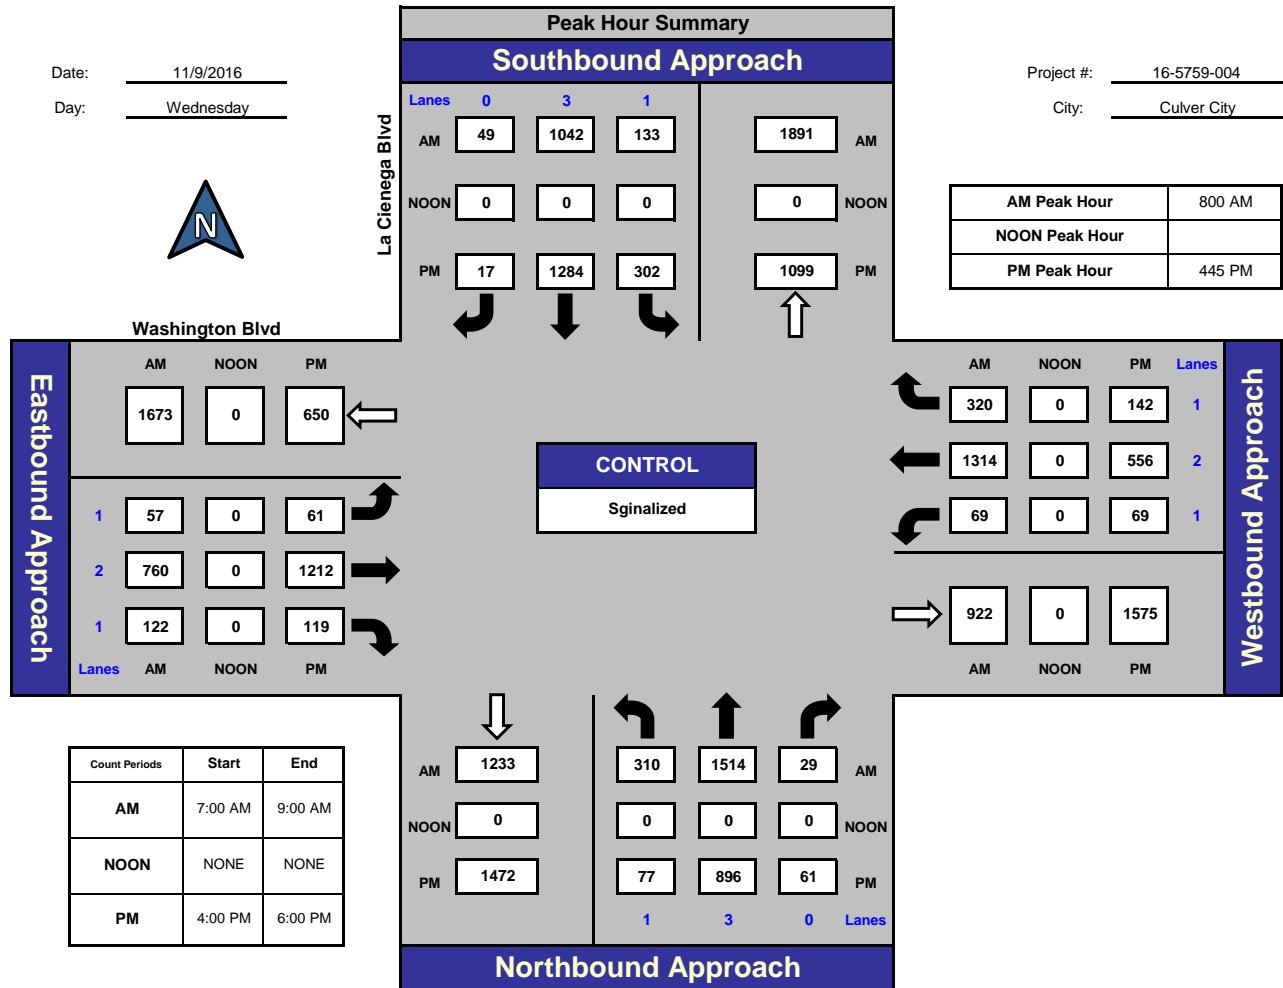 Peak Hour Summary
Southbound Approach
Date: 11/9/2016
Day: Wednesday
Project #: 16-5759-004
City: Culver City
N
La Cienega Blvd
Lanes 0 3 1
AM 49 1042 133 1891 AM
NOON 0 0 0 0 NOON
PM 17 1284 302 1099 PM
AM Peak Hour 800 AM
NOON Peak Hour
PM Peak Hour 445 PM
Washington Blvd
Eastbound Approach
AM NOON PM
1673 0 650
1 57 0 61
2 760 0 1212
1 122 0 119
Lanes AM NOON PM
CONTROL
Sginalized
AM NOON PM Lanes
320 0 142 1
1314 0 556 2
69 0 69 1
922 0 1575
AM NOON PM
Westbound Approach
Count Periods Start End
AM 7:00 AM 9:00 AM
NOON NONE NONE
PM 4:00 PM 6:00 PM
AM 1233 310 1514 29 AM
NOON 0 0 0 0 NOON
PM 1472 77 896 61 PM
1 3 0 Lanes
Northbound Approach